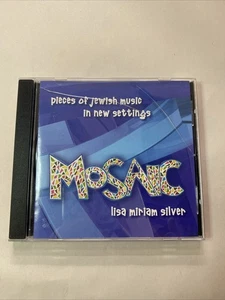 pieces of jewish music
in new settings
MOSAIC
lisa miriam silver